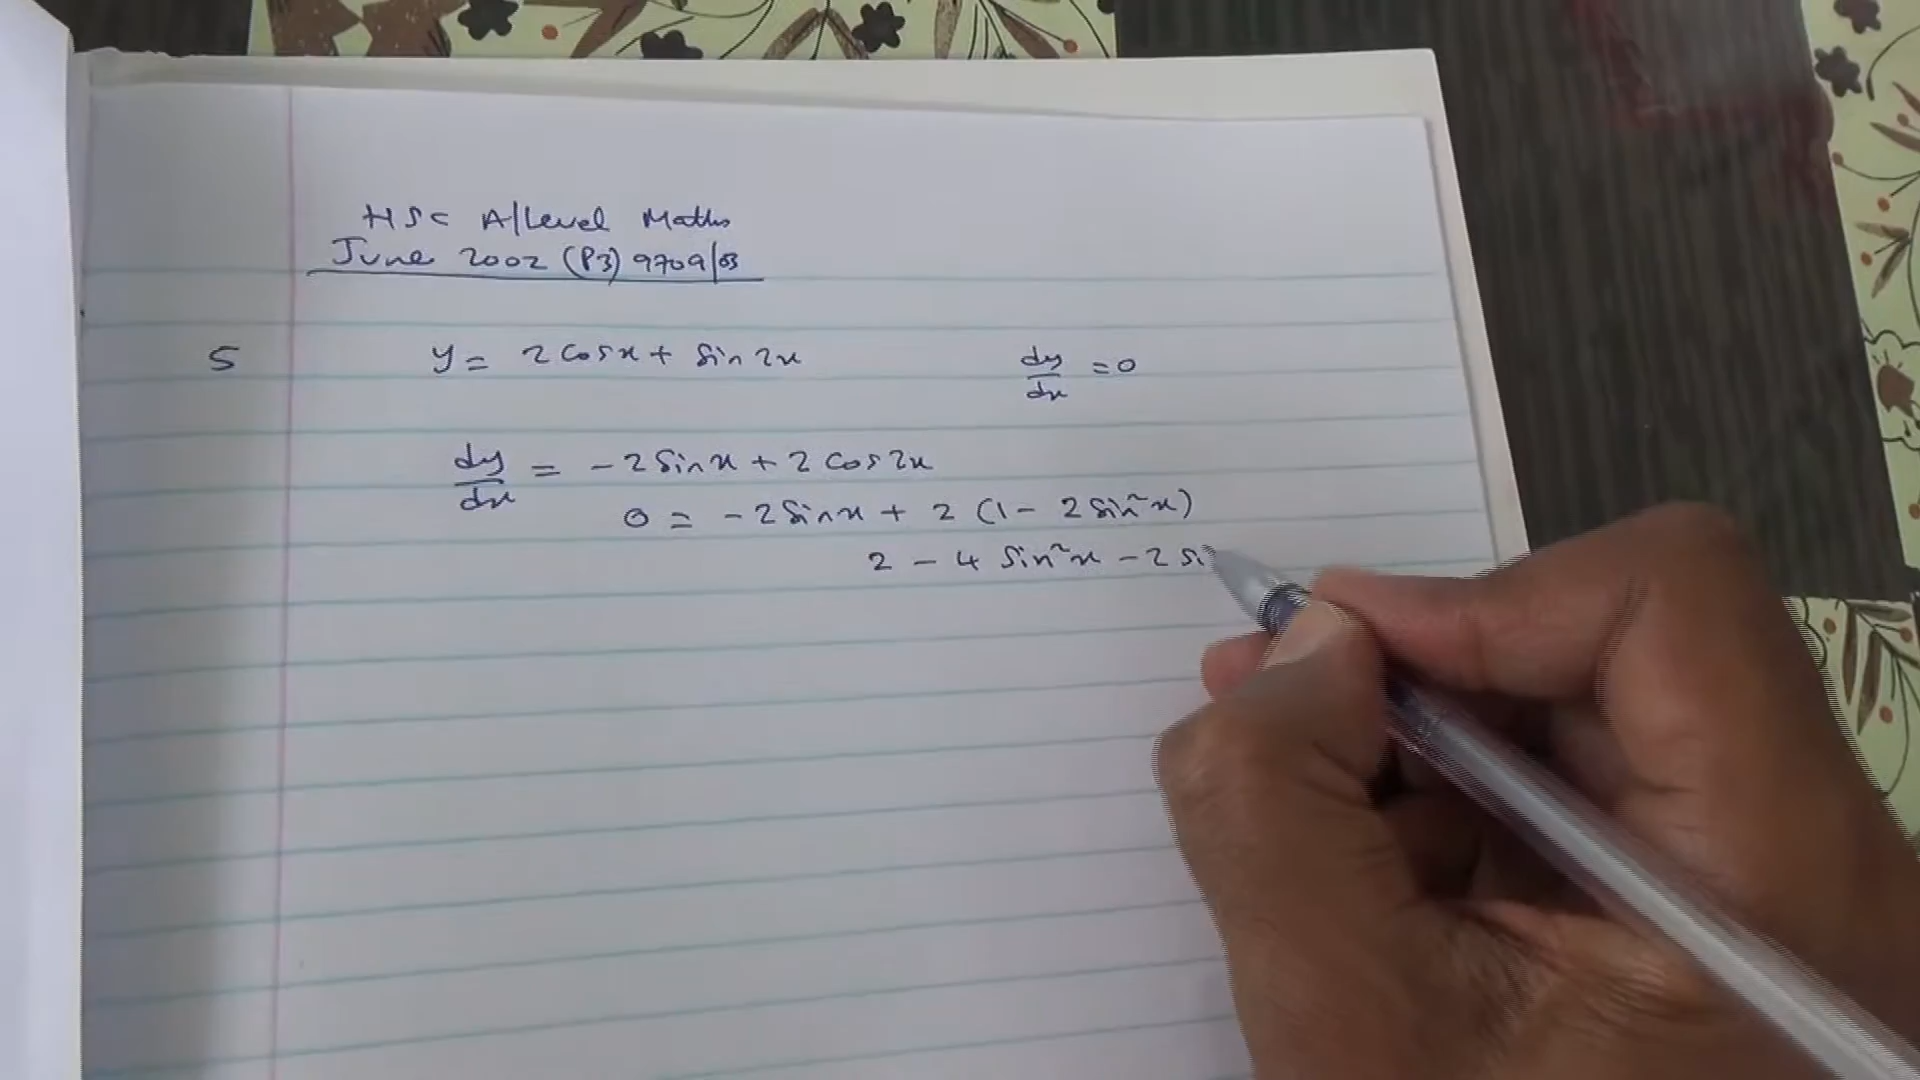 HSC A/Level Maths
June 2002 (P3) 9709/03
5 y = 2cosx + sin2x dy/dx = 0
dy/dx = -2sinx + 2cos2x
0 = -2sinx + 2(1 - 2sin²x)
2 - 4sin²x - 2si